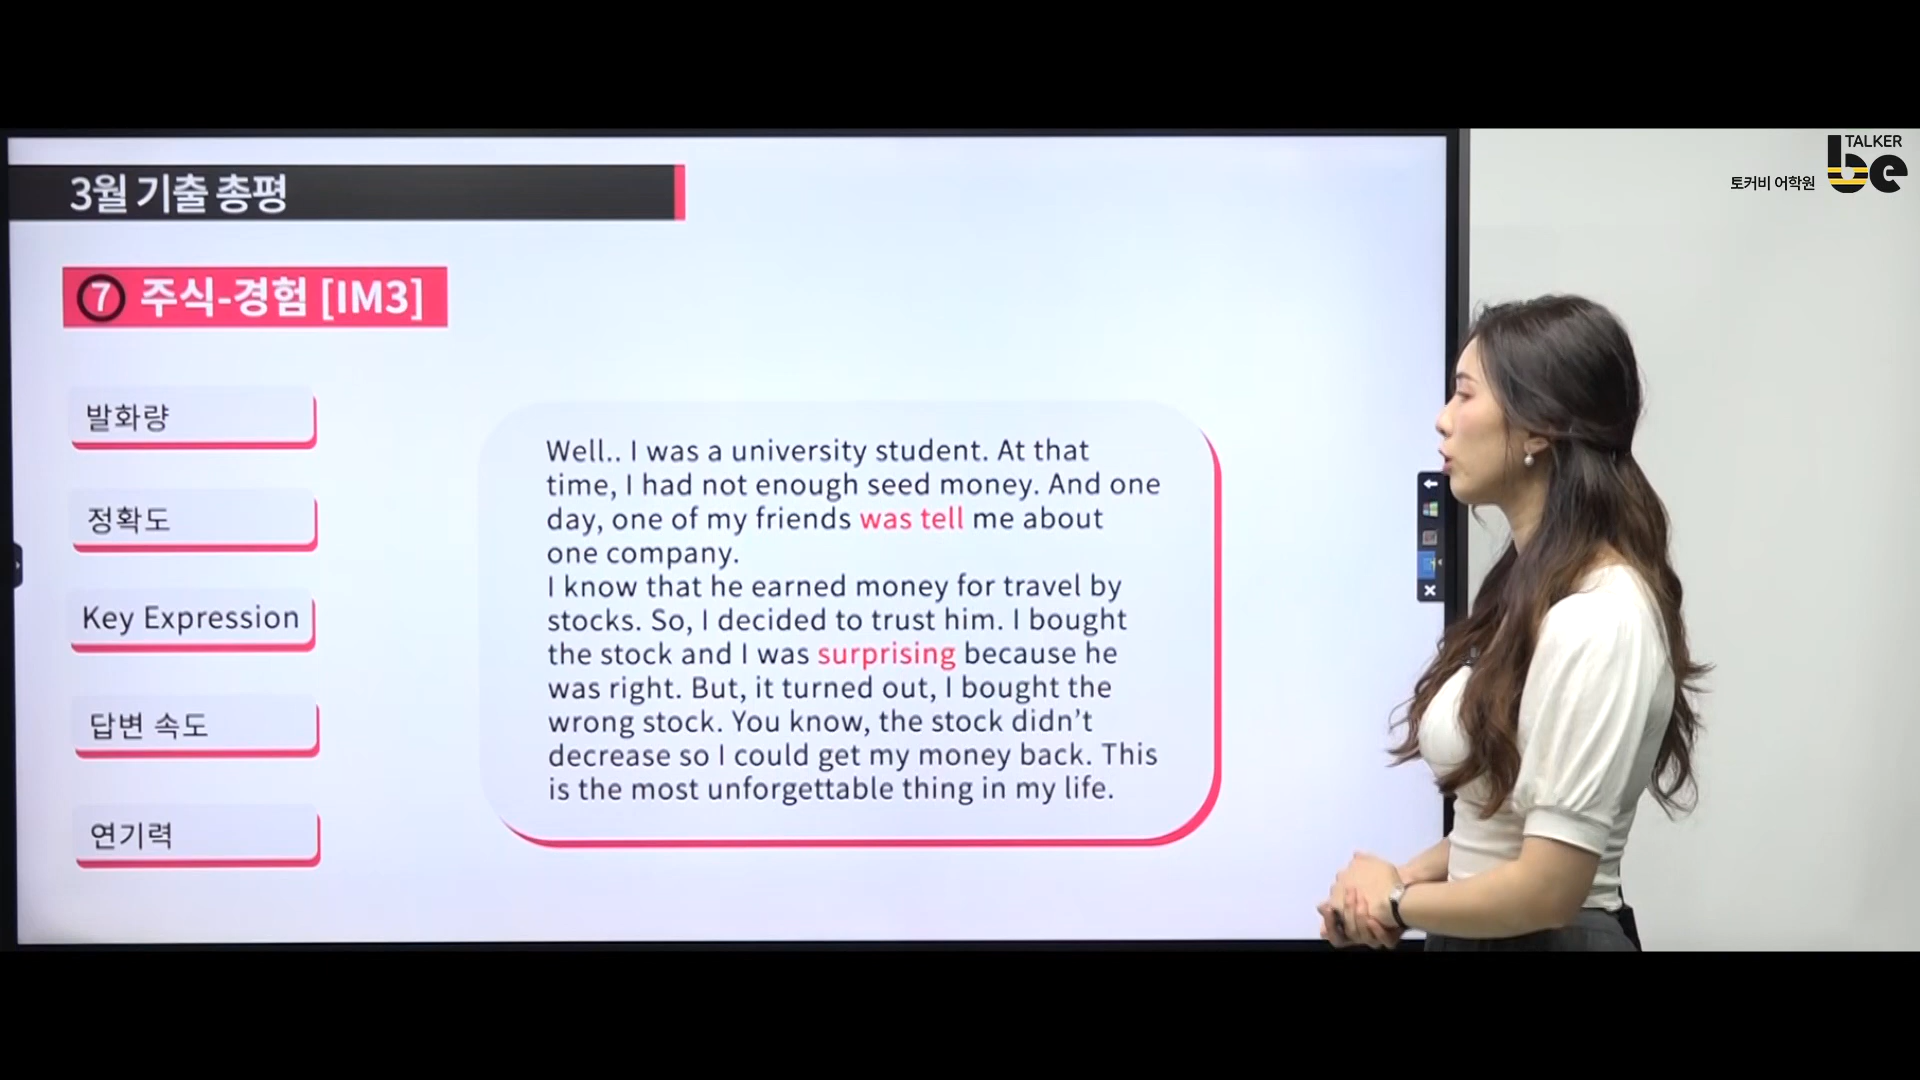 TALKER
be
토커비 어학원
3월 기출 총평
7 주식-경험 [IM3]
발화량
정확도
Key Expression
답변 속도
연기력
Well.. I was a university student. At that
time, I had not enough seed money. And one
day, one of my friends was tell me about
one company.
I know that he earned money for travel by
stocks. So, I decided to trust him. I bought
the stock and I was surprising because he
was right. But, it turned out, I bought the
wrong stock. You know, the stock didn’t
decrease so I could get my money back. This
is the most unforgettable thing in my life.